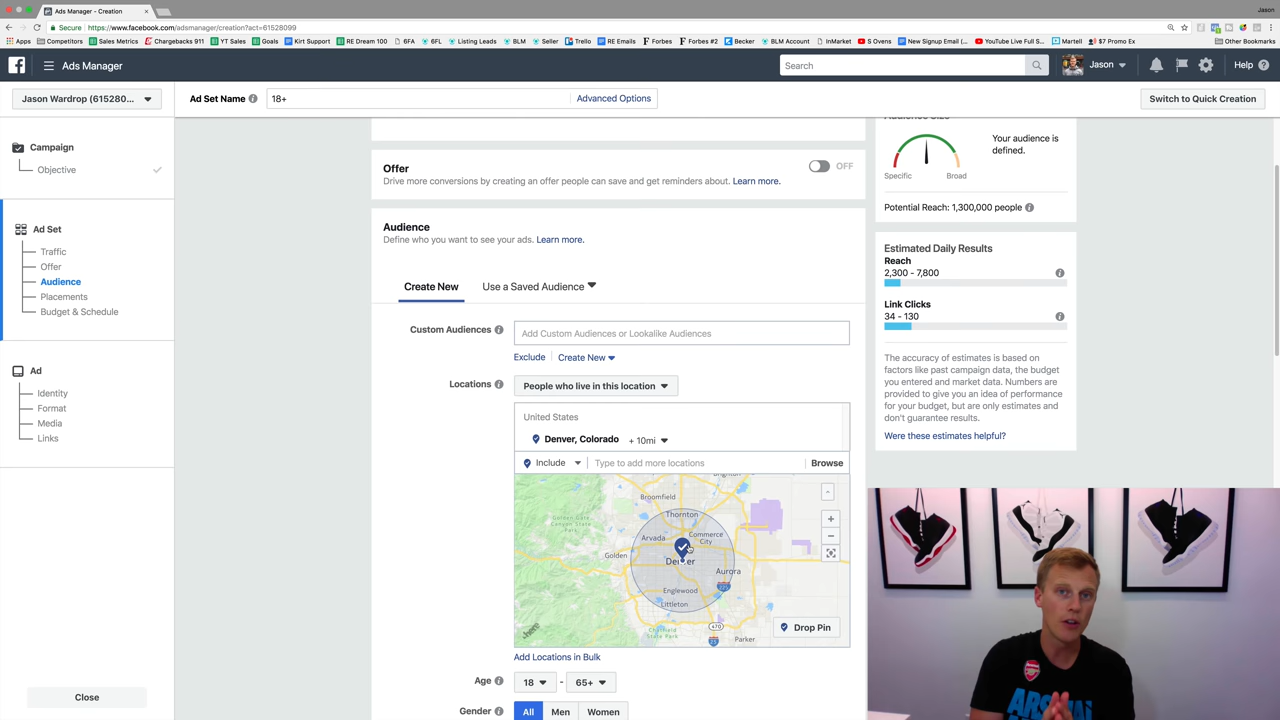 Ads Manager - Creation
Jason
Secure https://www.facebook.com/adsmanager/creation?act=61528099
Apps Competitors Sales Metrics Chargebacks 911 YT Sales Goals Kirt Support RE Dream 100 6FA 6FL Listing Leads BLM Seller Trello RE Emails Forbes Forbes #2 Becker BLM Account InMarket S Ovens New Signup Email (... YouTube Live Full S... Martell $7 Promo Ex Other Bookmarks
Ads Manager
Search
Jason
Help
Jason Wardrop (615280...
Ad Set Name
18+
Advanced Options
Switch to Quick Creation
Campaign
Objective
Ad Set
Traffic
Offer
Audience
Placements
Budget & Schedule
Ad
Identity
Format
Media
Links
Close
Offer
OFF
Drive more conversions by creating an offer people can save and get reminders about. Learn more.
Audience
Define who you want to see your ads. Learn more.
Create New
Use a Saved Audience
Custom Audiences
Add Custom Audiences or Lookalike Audiences
Exclude
Create New
Locations
People who live in this location
United States
Denver, Colorado + 10mi
Include
Type to add more locations
Browse
Brighton
Broomfield
Thornton
Arvada
Commerce
City
Golden
Denver
Aurora
Englewood
Littleton
470
Parker
here
Drop Pin
Add Locations in Bulk
Age
18 - 65+
Gender
All Men Women
Audience Size
Your audience is
defined.
Specific Broad
Potential Reach: 1,300,000 people
Estimated Daily Results
Reach
2,300 - 7,800
Link Clicks
34 - 130
The accuracy of estimates is based on
factors like past campaign data, the budget
you entered and market data. Numbers are
provided to give you an idea of performance
for your budget, but are only estimates and
don't guarantee results.
Were these estimates helpful?
Arsenal